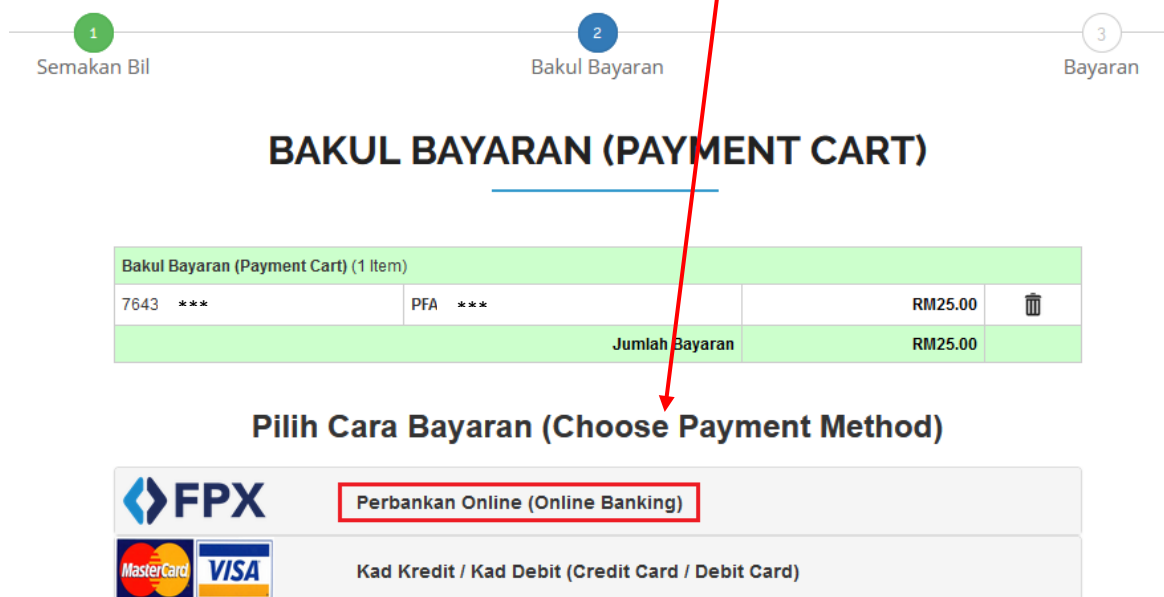 1 2 3
Semakan Bil Bakul Bayaran Bayaran
BAKUL BAYARAN (PAYMENT CART)
Bakul Bayaran (Payment Cart) (1 Item)
7643 *** PFA *** RM25.00
Jumlah Bayaran RM25.00
Pilih Cara Bayaran (Choose Payment Method)
FPX Perbankan Online (Online Banking)
MasterCard VISA Kad Kredit / Kad Debit (Credit Card / Debit Card)